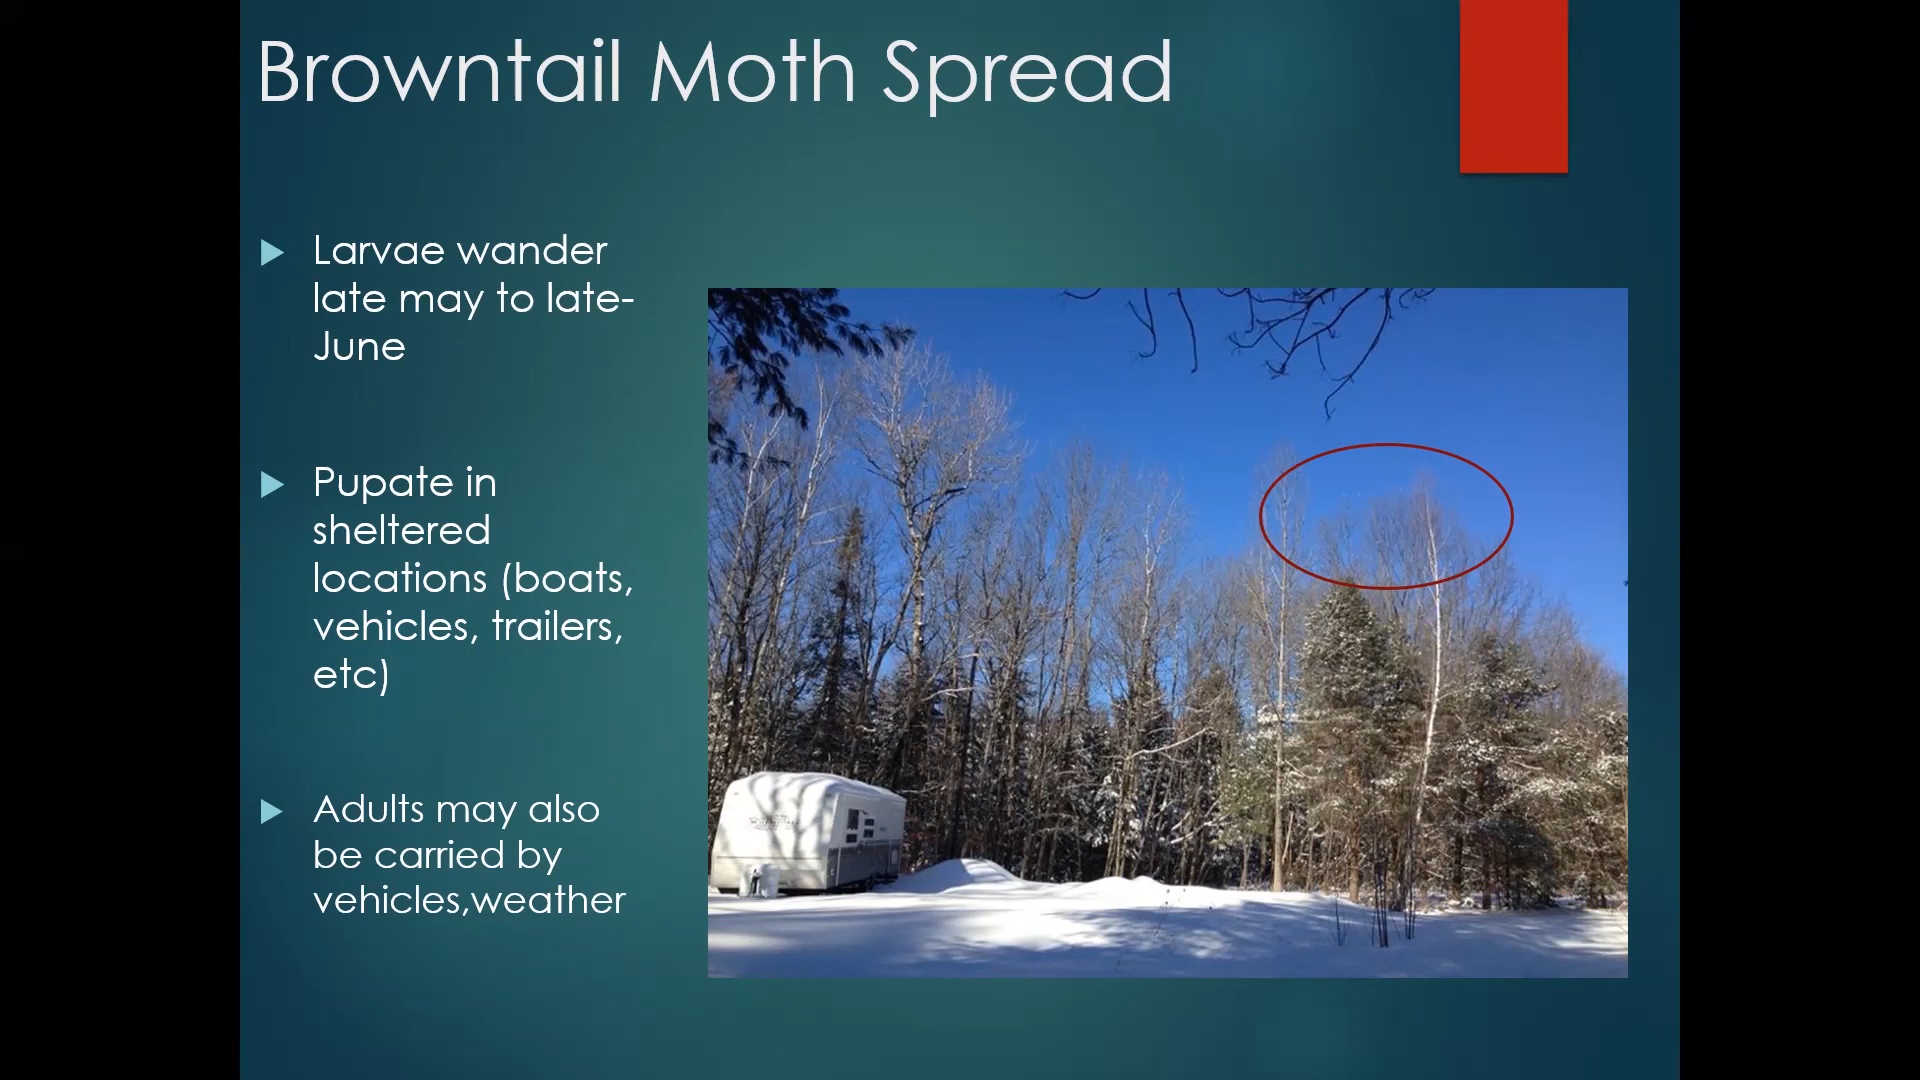 Browntail Moth Spread
Larvae wander
late may to late-
June
Pupate in
sheltered
locations (boats,
vehicles, trailers,
etc)
Adults may also
be carried by
vehicles,weather